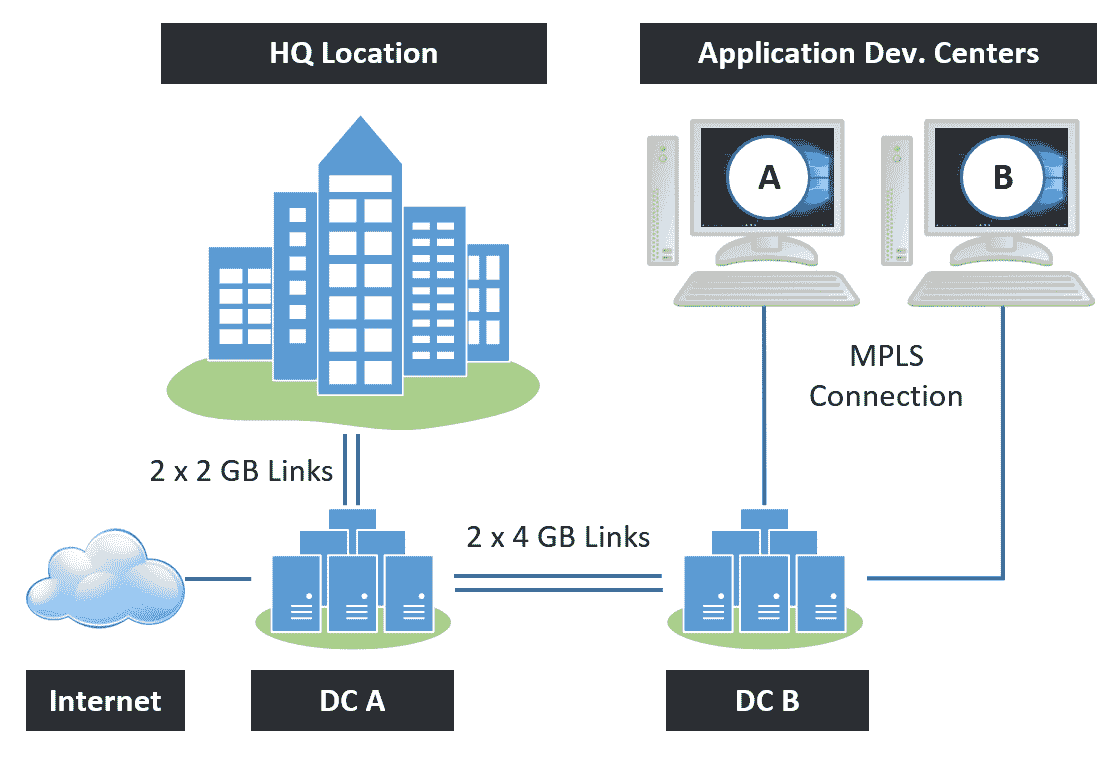 HQ Location
Application Dev. Centers
A
B
MPLS
Connection
2 x 2 GB Links
2 x 4 GB Links
Internet
DC A
DC B